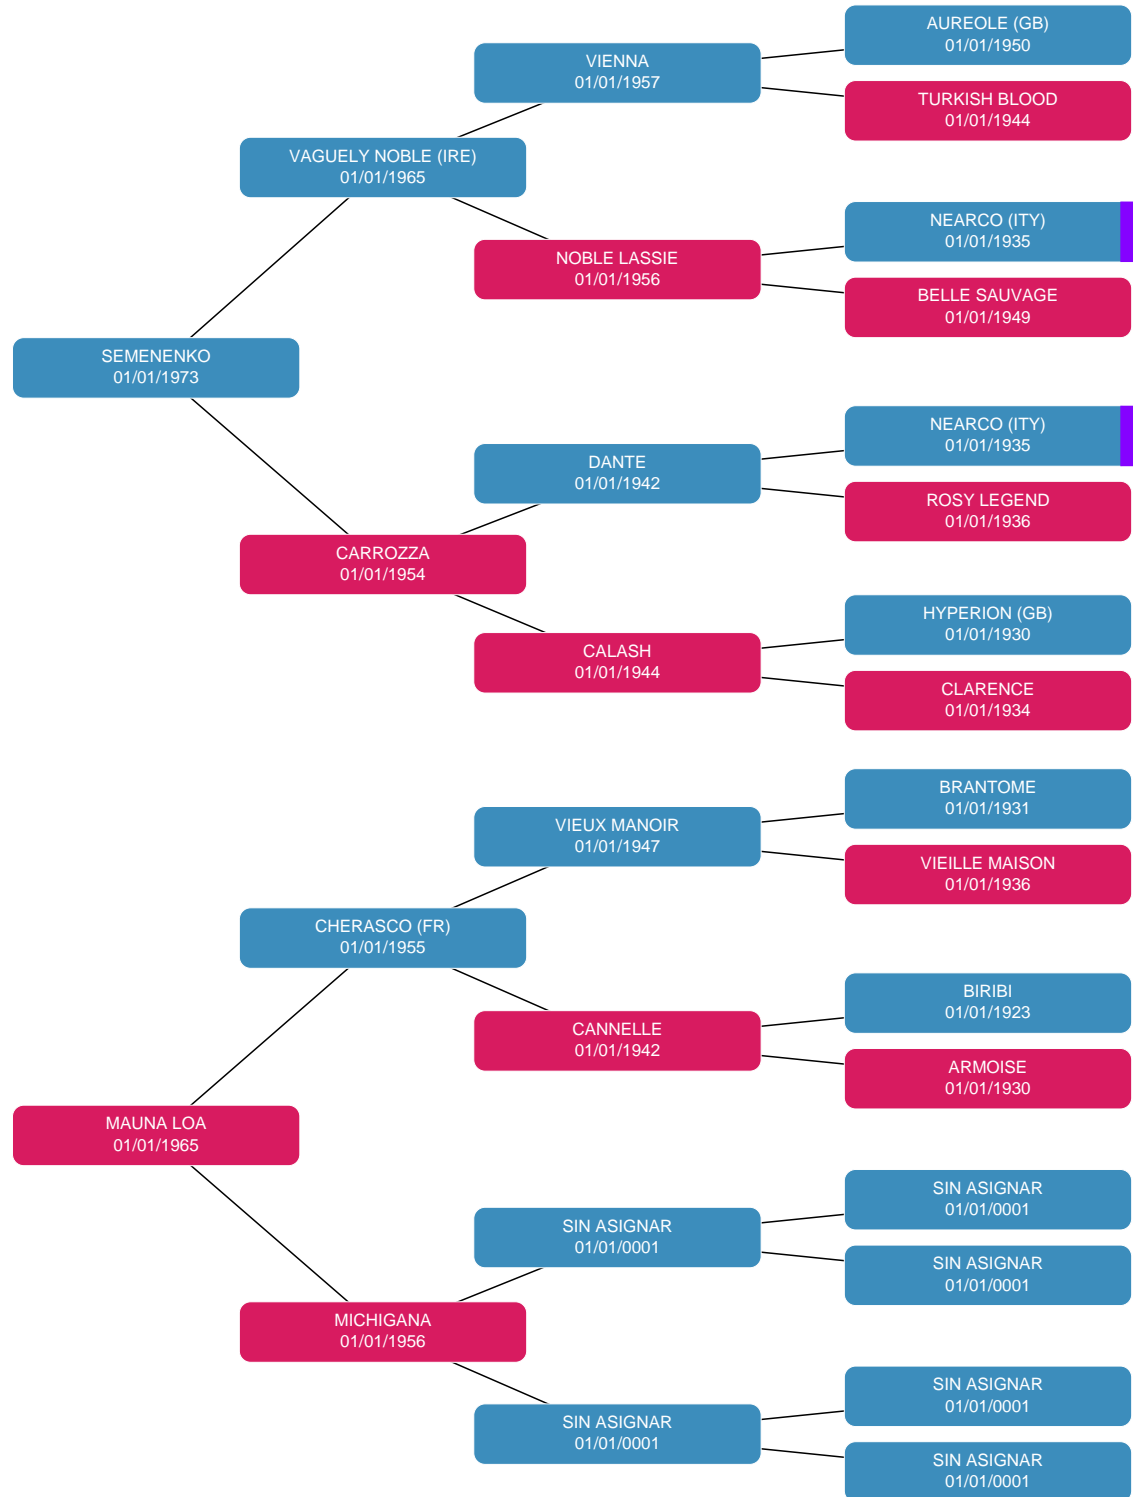 AUREOLE (GB)
01/01/1950
VIENNA
01/01/1957
TURKISH BLOOD
01/01/1944
VAGUELY NOBLE (IRE)
01/01/1965
NEARCO (ITY)
01/01/1935
NOBLE LASSIE
01/01/1956
BELLE SAUVAGE
01/01/1949
SEMENENKO
01/01/1973
NEARCO (ITY)
01/01/1935
DANTE
01/01/1942
ROSY LEGEND
01/01/1936
CARROZZA
01/01/1954
HYPERION (GB)
01/01/1930
CALASH
01/01/1944
CLARENCE
01/01/1934
BRANTOME
01/01/1931
VIEUX MANOIR
01/01/1947
VIEILLE MAISON
01/01/1936
CHERASCO (FR)
01/01/1955
BIRIBI
01/01/1923
CANNELLE
01/01/1942
ARMOISE
01/01/1930
MAUNA LOA
01/01/1965
SIN ASIGNAR
01/01/0001
SIN ASIGNAR
01/01/0001
SIN ASIGNAR
01/01/0001
MICHIGANA
01/01/1956
SIN ASIGNAR
01/01/0001
SIN ASIGNAR
01/01/0001
SIN ASIGNAR
01/01/0001